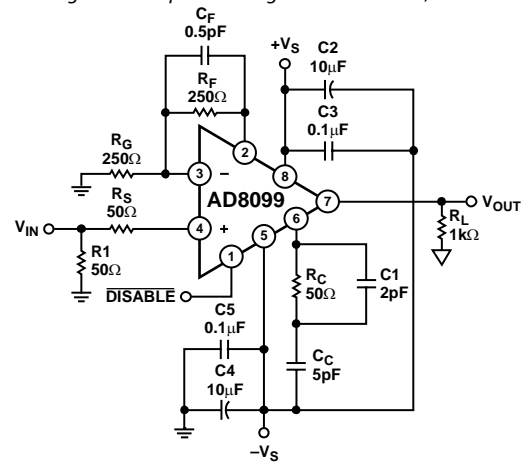 CF
0.5pF
RF
250Ω
+VS
C2
10µF
C3
0.1µF
RG
250Ω
RS
50Ω
VIN
R1
50Ω
DISABLE
2
3
–
4
+
1
5
6
7
8
AD8099
VOUT
RL
1kΩ
RC
50Ω
C1
2pF
CC
5pF
C5
0.1µF
C4
10µF
–VS